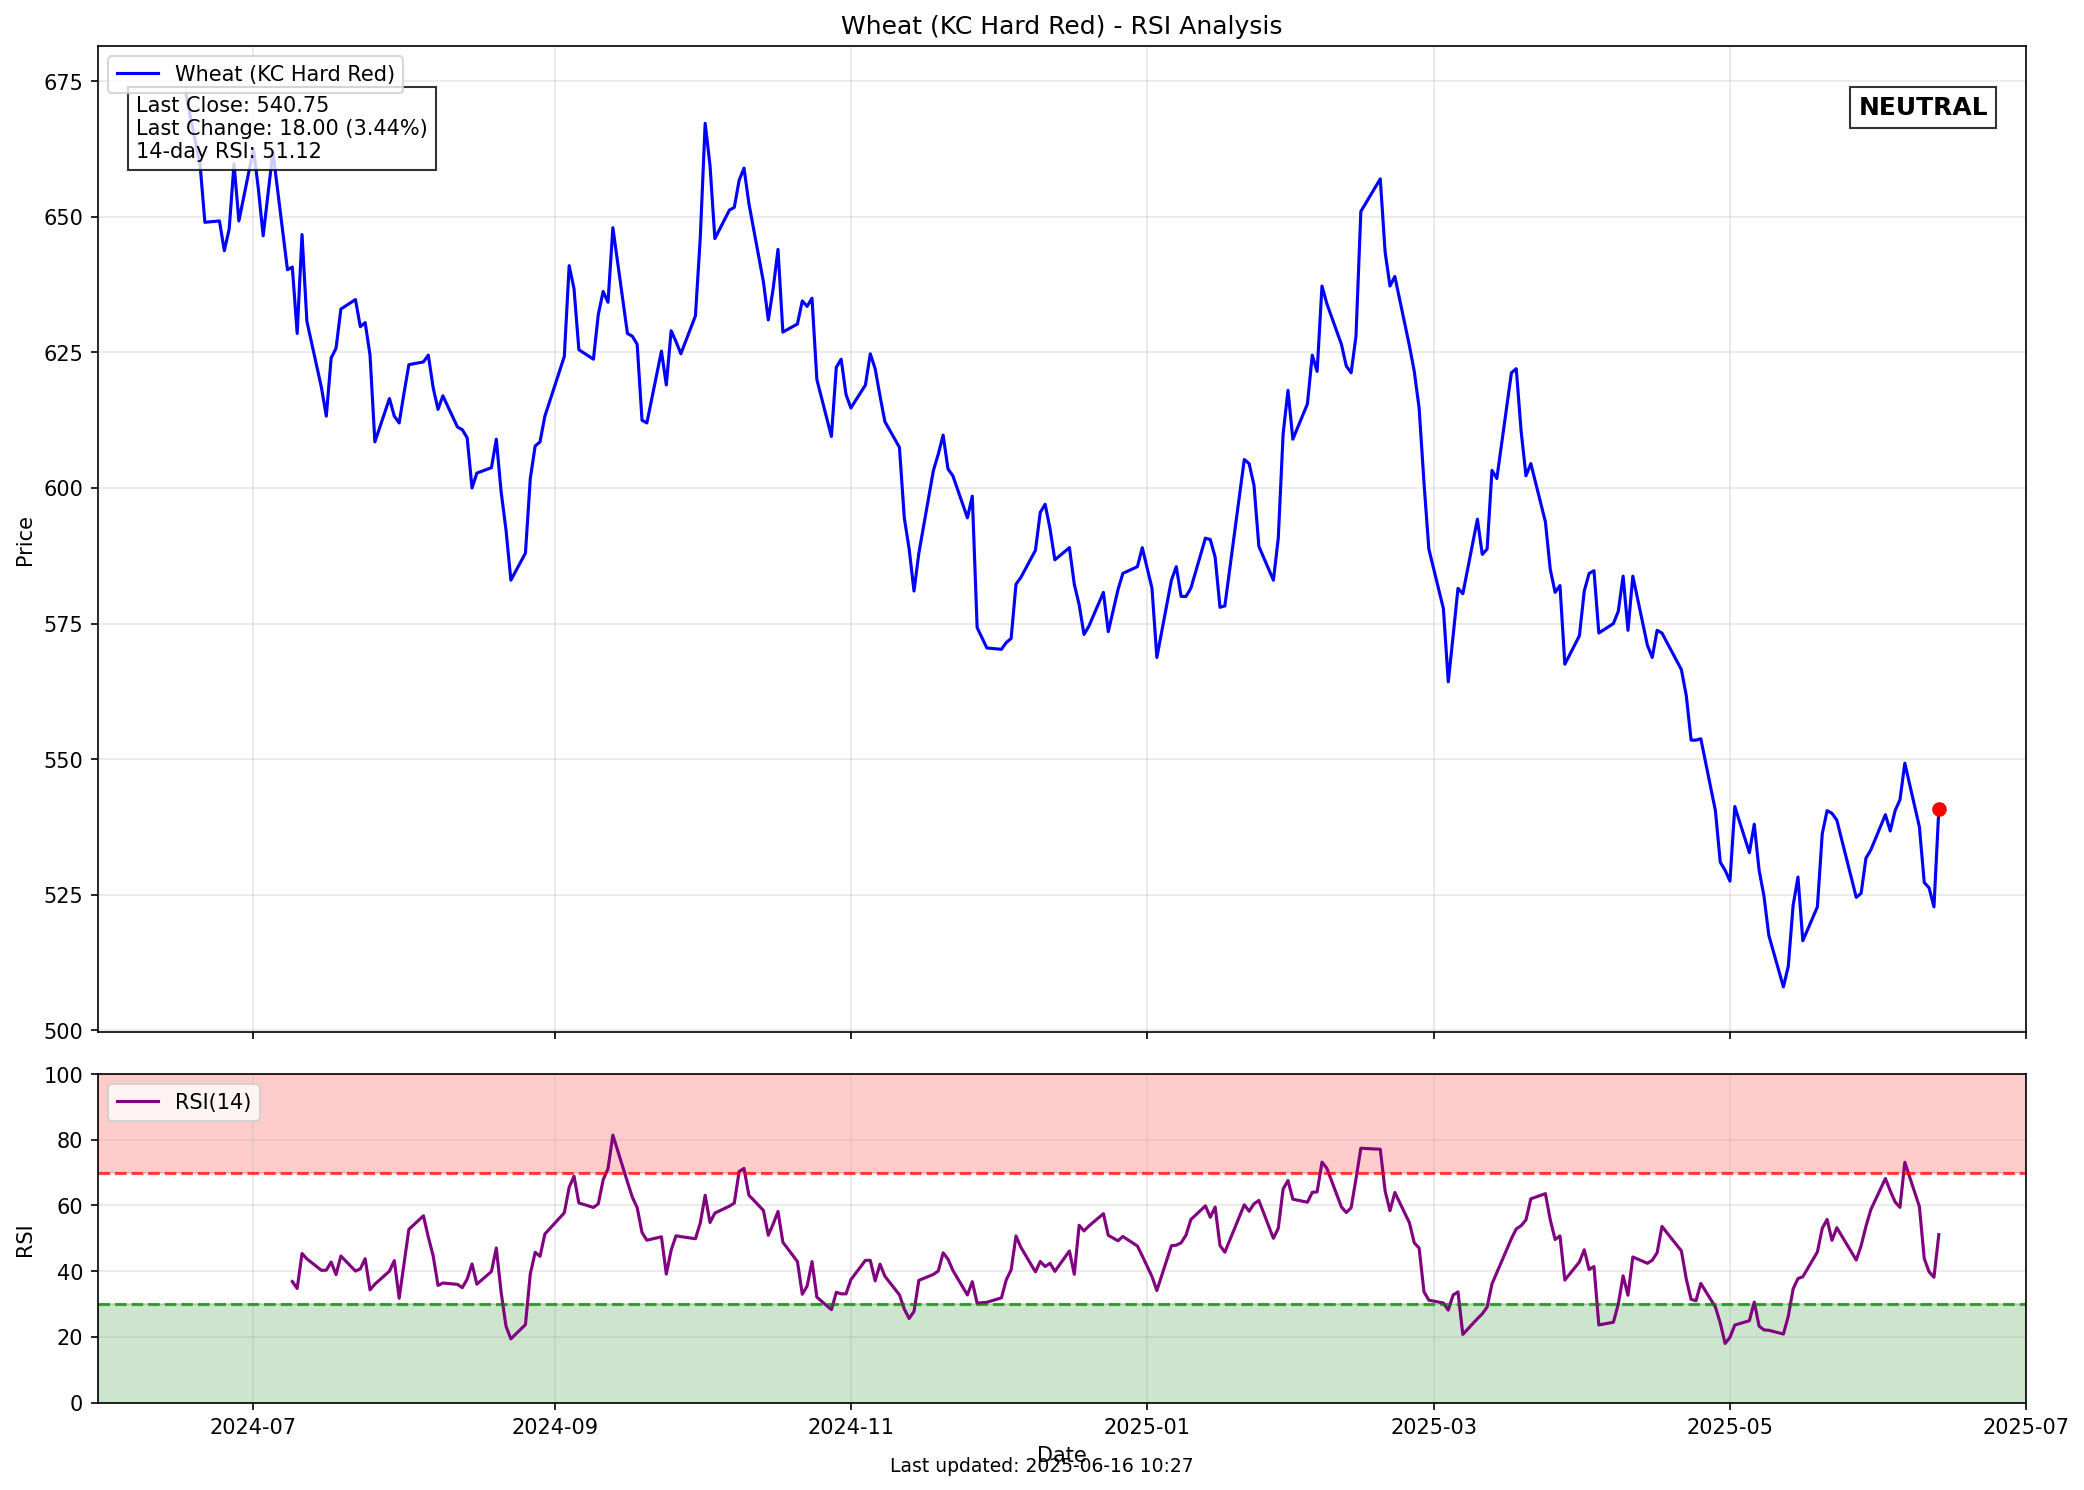 Wheat (KC Hard Red) - RSI Analysis
Wheat (KC Hard Red)
Last Close: 540.75
Last Change: 18.00 (3.44%)
14-day RSI: 51.12
NEUTRAL
675
650
625
600
575
550
525
500
Price
RSI(14)
100
80
60
40
20
0
RSI
2024-07
2024-09
2024-11
2025-01
2025-03
2025-05
2025-07
Date
Last updated: 2025-06-16 10:27